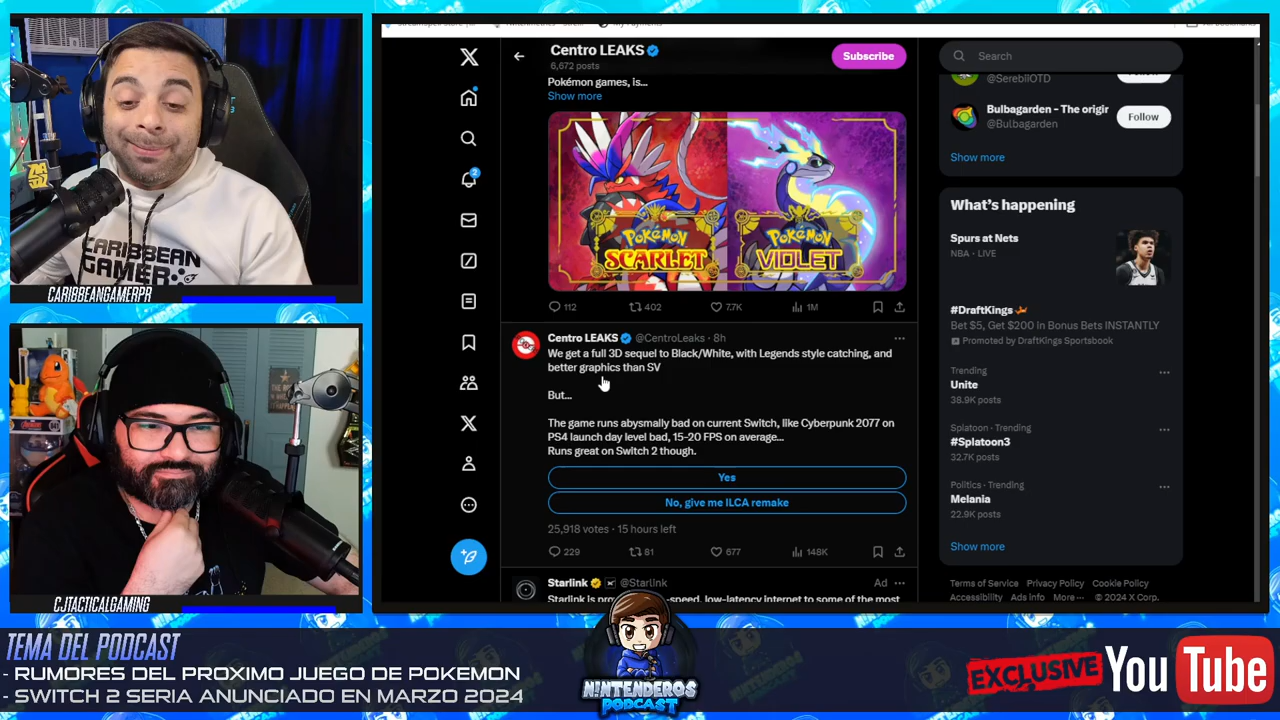 CARIBBEAN
GAMER
CARIBBEANGAMERPR
CJTACTICALGAMING
Centro LEAKS
6,672 posts
Subscribe
Pokémon games, is...
Show more
POKÉMON
SCARLET
POKÉMON
VIOLET
112
402
7.7K
1M
Centro LEAKS @CentroLeaks · 8h
We get a full 3D sequel to Black/White, with Legends style catching, and
better graphics than SV
But...
The game runs abysmally bad on current Switch, like Cyberpunk 2077 on
PS4 launch day level bad, 15-20 FPS on average...
Runs great on Switch 2 though.
Yes
No, give me ILCA remake
25,918 votes · 15 hours left
229
81
677
148K
Starlink @Starlink
Ad
2
Search
@SerebiiOTD
Bulbagarden - The origir
@Bulbagarden
Follow
Show more
What's happening
Spurs at Nets
NBA · LIVE
#DraftKings
Bet $5, Get $200 in Bonus Bets INSTANTLY
Promoted by DraftKings Sportsbook
Trending
Unite
38.9K posts
Splatoon · Trending
#Splatoon3
32.7K posts
Politics · Trending
Melania
22.9K posts
Show more
Terms of Service Privacy Policy Cookie Policy
Accessibility Ads info More ··· © 2024 X Corp.
TEMA DEL PODCAST
- RUMORES DEL PROXIMO JUEGO DE POKEMON
- SWITCH 2 SERIA ANUNCIADO EN MARZO 2024
NINTENDEROS
PODCAST
EXCLUSIVE
YouTube